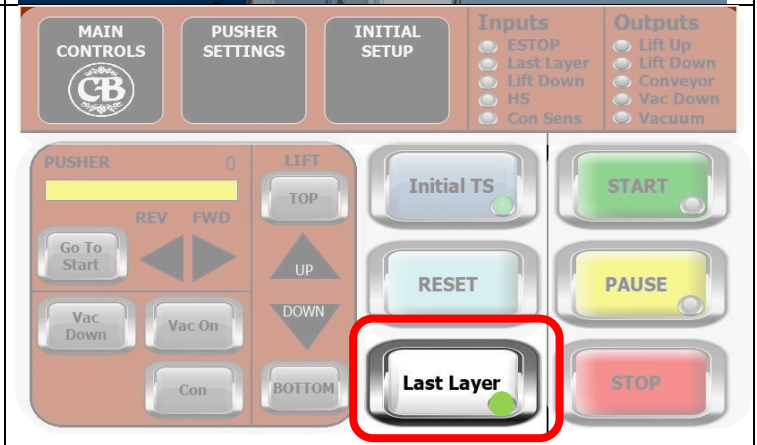 MAIN
CONTROLS
CB
PUSHER
SETTINGS
INITIAL
SETUP
Inputs
ESTOP
Last Layer
Lift Down
HS
Con Sens
Outputs
Lift Up
Lift Down
Conveyor
Vac Down
Vacuum
PUSHER 0
REV FWD
Go To
Start
Vac
Down
Vac On
Con
LIFT
TOP
UP
DOWN
BOTTOM
Initial TS
RESET
Last Layer
START
PAUSE
STOP